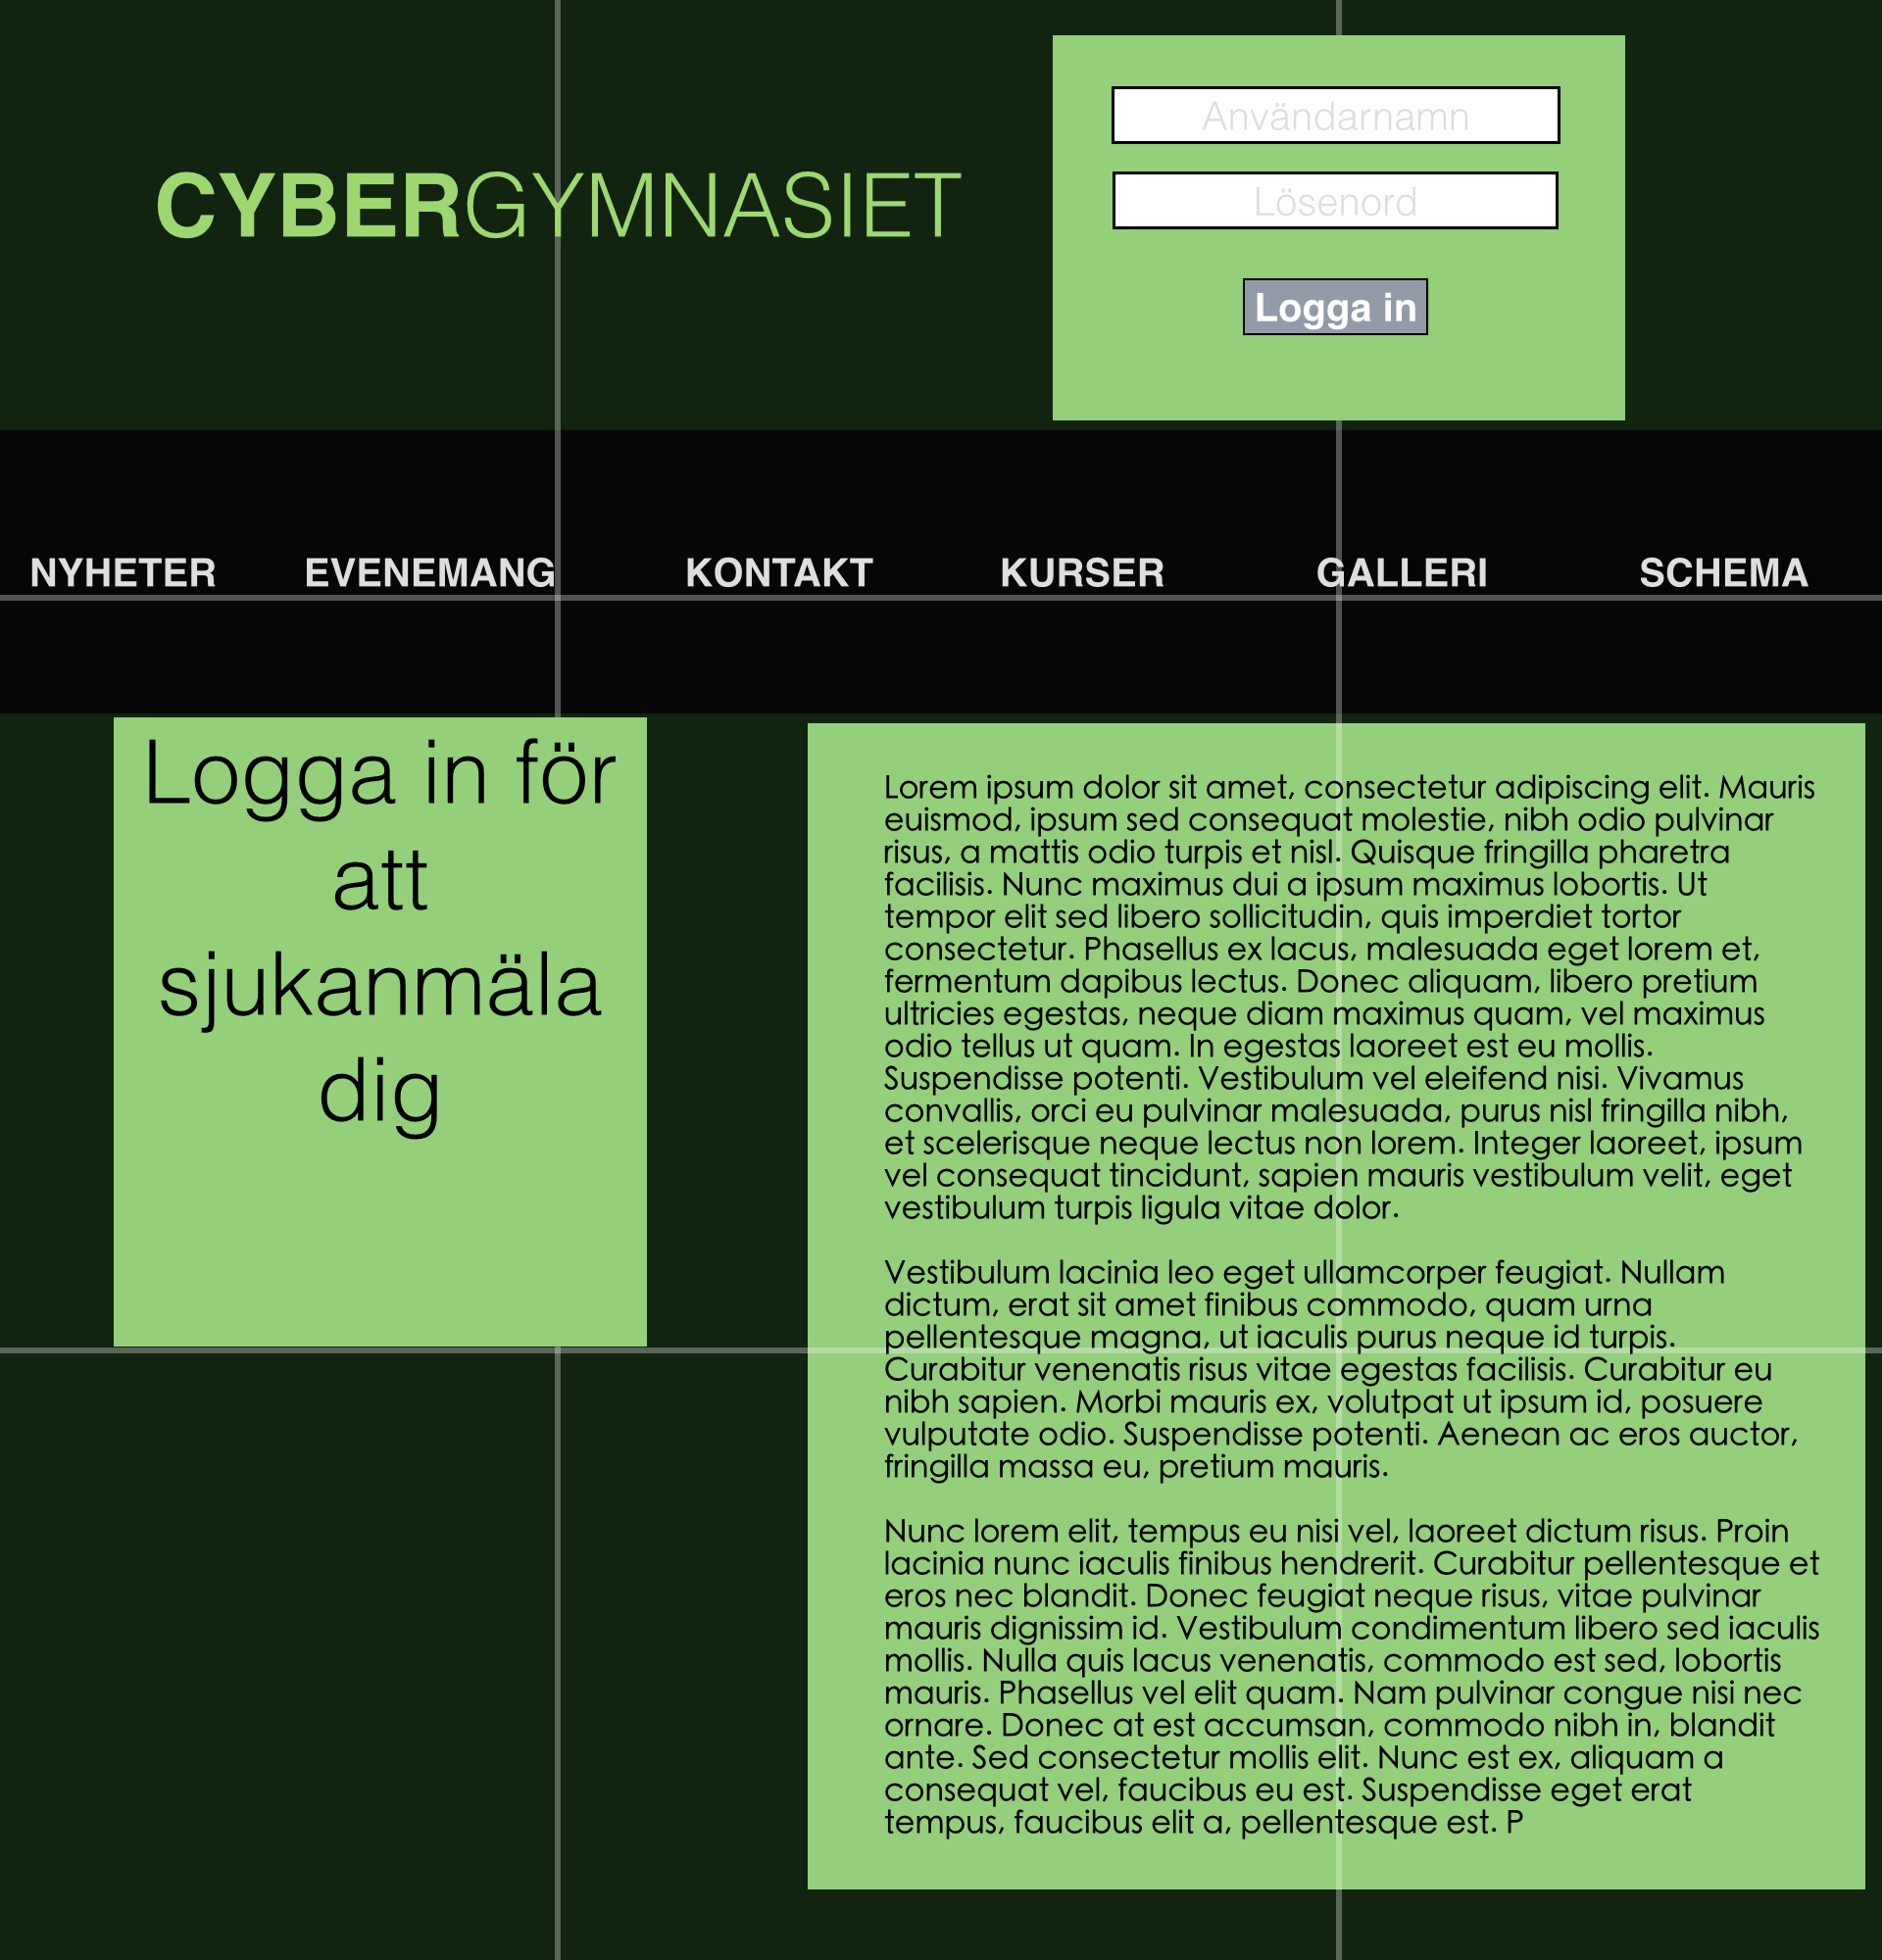 CYBERGYMNASIET
Användarnamn
Lösenord
Logga in
NYHETER EVENEMANG KONTAKT KURSER GALLERI SCHEMA
Logga in för
att
sjukanmäla
dig
Lorem ipsum dolor sit amet, consectetur adipiscing elit. Mauris
euismod, ipsum sed consequat molestie, nibh odio pulvinar
risus, a mattis odio turpis et nisl. Quisque fringilla pharetra
facilisis. Nunc maximus dui a ipsum maximus lobortis. Ut
tempor elit sed libero sollicitudin, quis imperdiet tortor
consectetur. Phasellus ex lacus, malesuada eget lorem et,
fermentum dapibus lectus. Donec aliquam, libero pretium
ultricies egestas, neque diam maximus quam, vel maximus
odio tellus ut quam. In egestas laoreet est eu mollis.
Suspendisse potenti. Vestibulum vel eleifend nisi. Vivamus
convallis, orci eu pulvinar malesuada, purus nisl fringilla nibh,
et scelerisque neque lectus non lorem. Integer laoreet, ipsum
vel consequat tincidunt, sapien mauris vestibulum velit, eget
vestibulum turpis ligula vitae dolor.
Vestibulum lacinia leo eget ullamcorper feugiat. Nullam
dictum, erat sit amet finibus commodo, quam urna
pellentesque magna, ut iaculis purus neque id turpis.
Curabitur venenatis risus vitae egestas facilisis. Curabitur eu
nibh sapien. Morbi mauris ex, volutpat ut ipsum id, posuere
vulputate odio. Suspendisse potenti. Aenean ac eros auctor,
fringilla massa eu, pretium mauris.
Nunc lorem elit, tempus eu nisi vel, laoreet dictum risus. Proin
lacinia nunc iaculis finibus hendrerit. Curabitur pellentesque et
eros nec blandit. Donec feugiat neque risus, vitae pulvinar
mauris dignissim id. Vestibulum condimentum libero sed iaculis
mollis. Nulla quis lacus venenatis, commodo est sed, lobortis
mauris. Phasellus vel elit quam. Nam pulvinar congue nisi nec
ornare. Donec at est accumsan, commodo nibh in, blandit
ante. Sed consectetur mollis elit. Nunc est ex, aliquam a
consequat vel, faucibus eu est. Suspendisse eget erat
tempus, faucibus elit a, pellentesque est. P